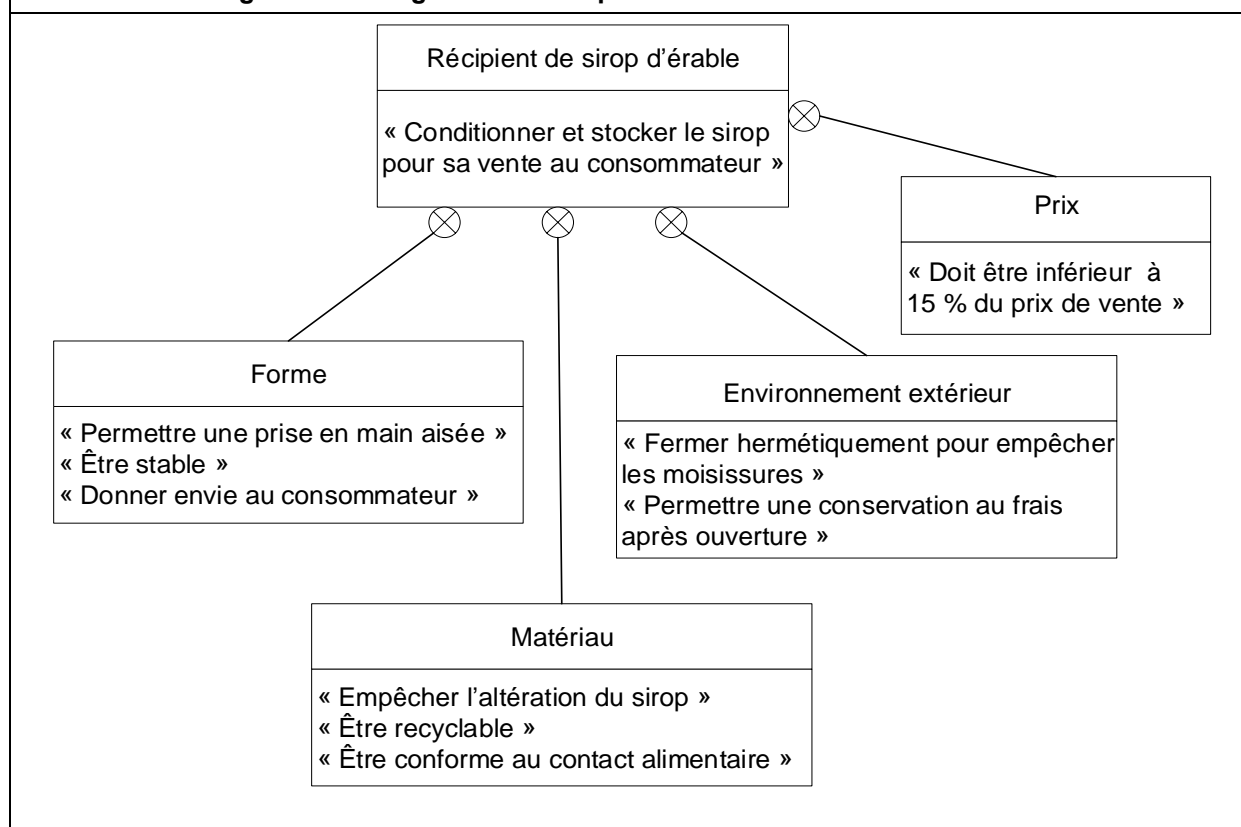 Récipient de sirop d’érable
« Conditionner et stocker le sirop
pour sa vente au consommateur »
Prix
« Doit être inférieur à
15 % du prix de vente »
Forme
« Permettre une prise en main aisée »
« Être stable »
« Donner envie au consommateur »
Environnement extérieur
« Fermer hermétiquement pour empêcher
les moisissures »
« Permettre une conservation au frais
après ouverture »
Matériau
« Empêcher l’altération du sirop »
« Être recyclable »
« Être conforme au contact alimentaire »